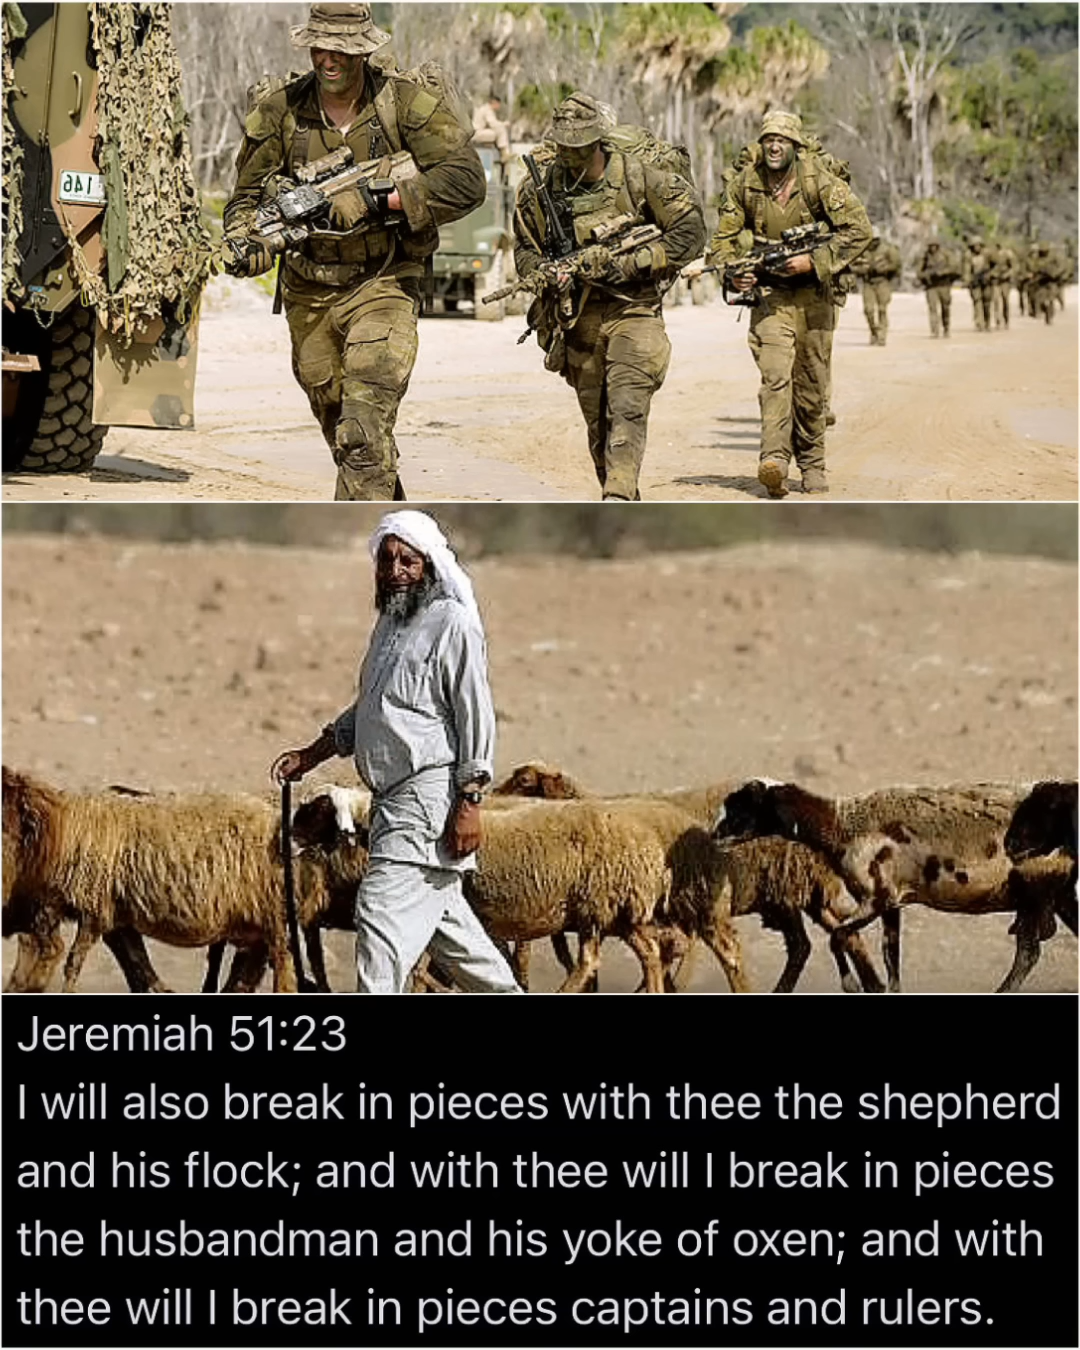 146
Jeremiah 51:23
I will also break in pieces with thee the shepherd
and his flock; and with thee will I break in pieces
the husbandman and his yoke of oxen; and with
thee will I break in pieces captains and rulers.